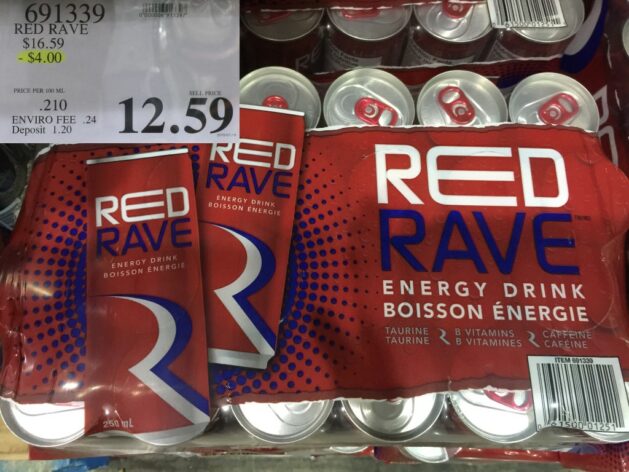 691339
RED RAVE
$16.59
- $4.00
PRICE PER 100 ML
SELL PRICE
.210
12.59
ENVIRO FEE .24
Deposit 1.20
RED
RAVE
ENERGY DRINK
BOISSON ÉNERGIE
250 mL
RED
RAVE
ENERGY DRINK
BOISSON ÉNERGIE
RED
RAVE
ENERGY DRINK
BOISSON ÉNERGIE
TAURINE B VITAMINS CAFFEINE
TAURINE B VITAMINES CAFÉINE
ITEM 691339
61500 01251